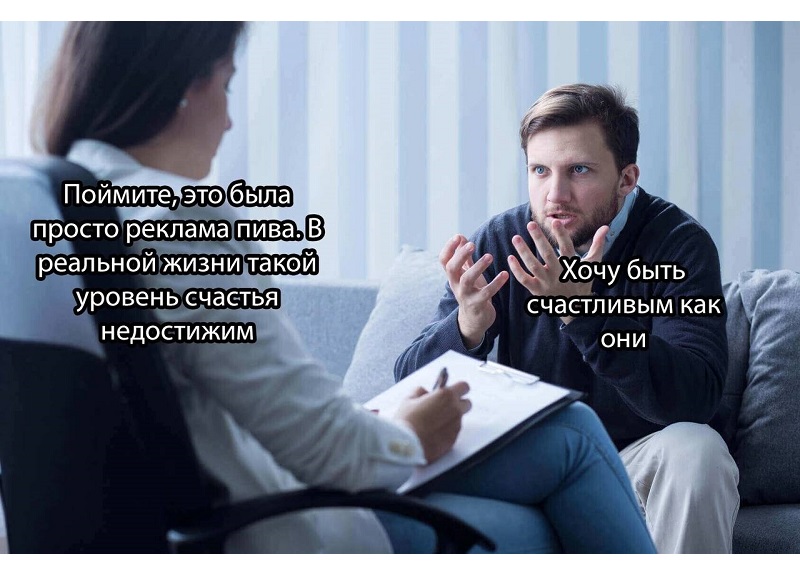 Поймите, это была
просто реклама пива. В
реальной жизни такой
уровень счастья
недостижим
Хочу быть
счастливым как
они